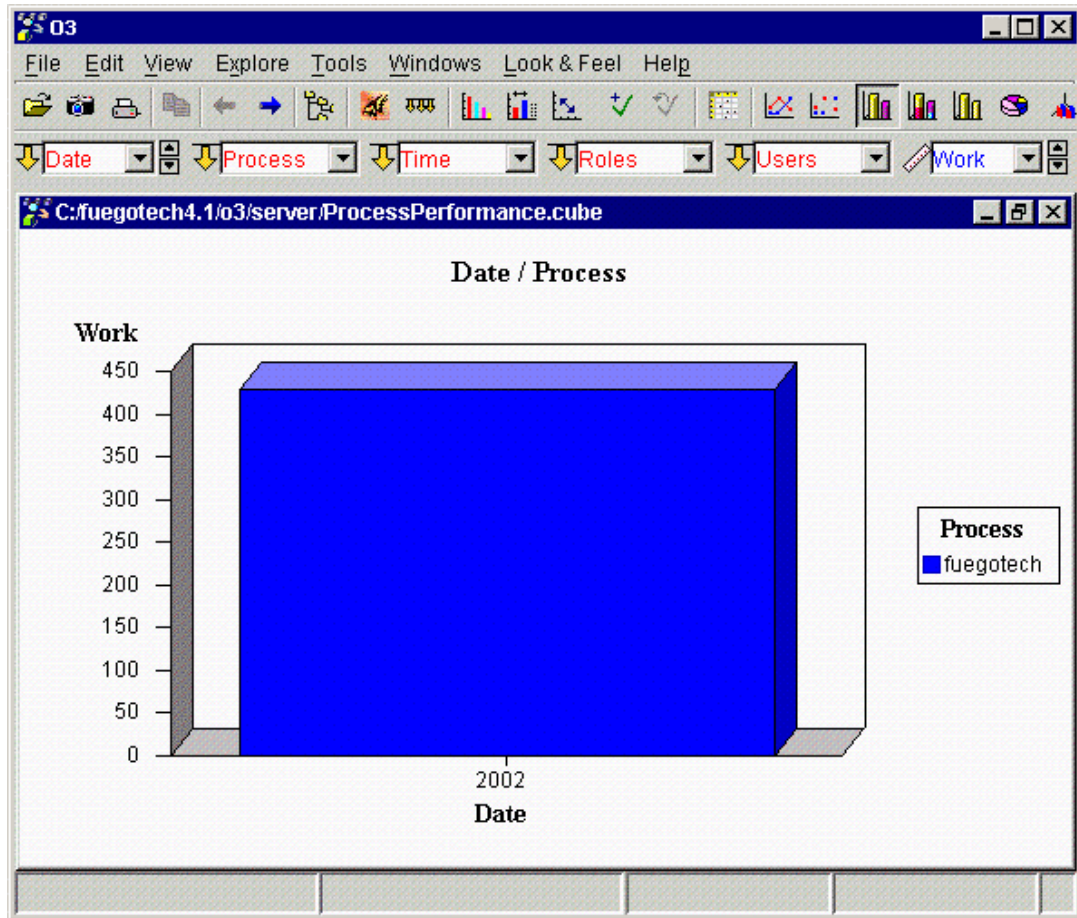 O3
File Edit View Explore Tools Windows Look & Feel Help
Date Process Time Roles Users Work
C:/fuegotech4.1/o3/server/ProcessPerformance.cube
Date / Process
Work
450
400
350
300
250
200
150
100
50
0
2002
Date
Process
fuegotech